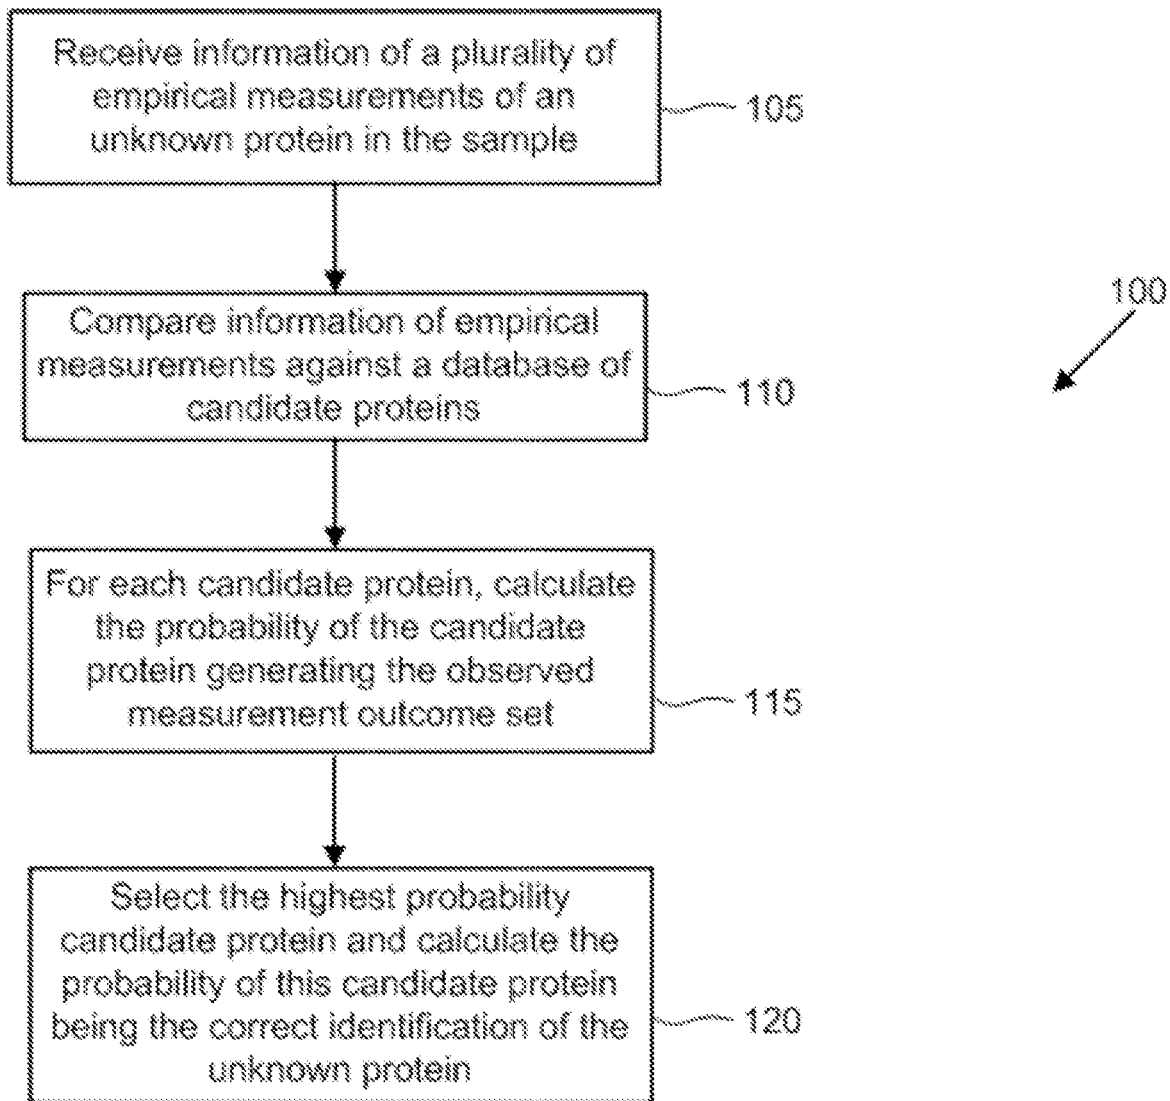 Receive information of a plurality of
empirical measurements of an
unknown protein in the sample
105
Compare information of empirical
measurements against a database of
candidate proteins
110
100
For each candidate protein, calculate
the probability of the candidate
protein generating the observed
measurement outcome set
115
Select the highest probability
candidate protein and calculate the
probability of this candidate protein
being the correct identification of the
unknown protein
120